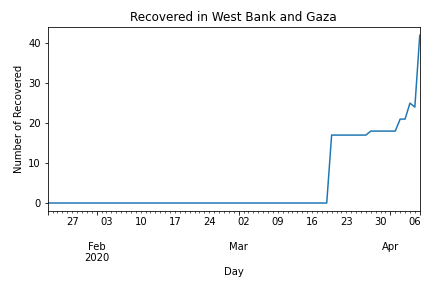 Recovered in West Bank and Gaza
Number of Recovered
40
30
20
10
0
27 03 10 17 24 02 09 16 23 30 06
Feb Mar Apr
2020
Day